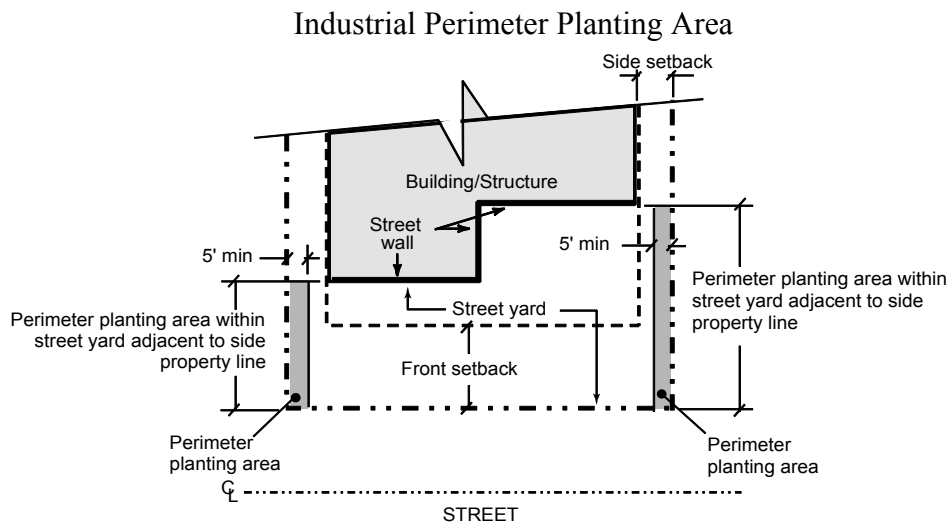 Industrial Perimeter Planting Area
Side setback
Building/Structure
Street
wall
5' min
5' min
Perimeter planting area within
street yard adjacent to side
property line
Street yard
Perimeter planting area within
street yard adjacent to side
property line
Front setback
Perimeter
planting area
Perimeter
planting area
℄
STREET